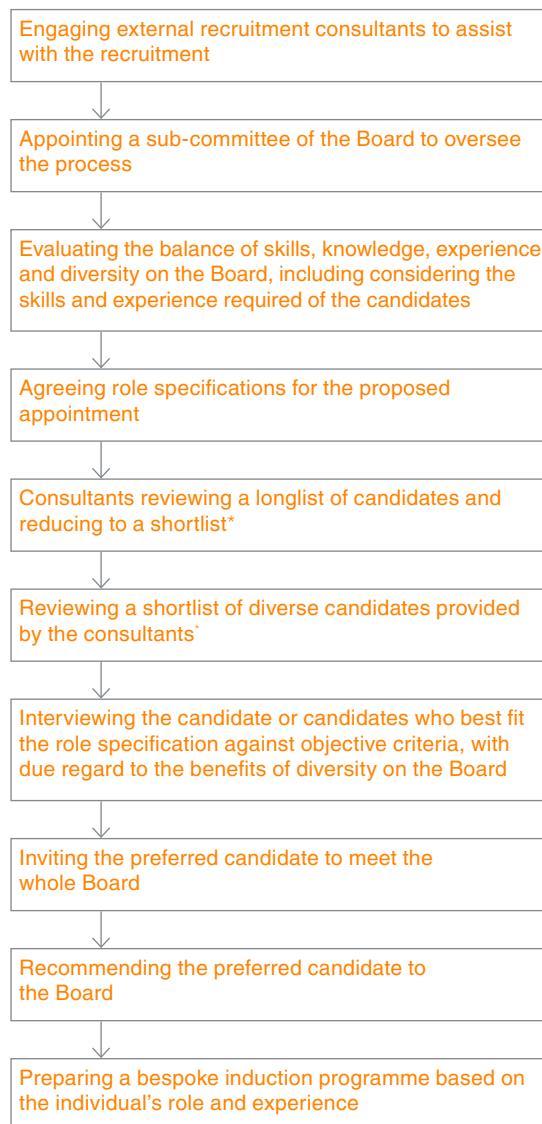 Engaging external recruitment consultants to assist
with the recruitment
Appointing a sub-committee of the Board to oversee
the process
Evaluating the balance of skills, knowledge, experience
and diversity on the Board, including considering the
skills and experience required of the candidates
Agreeing role specifications for the proposed
appointment
Consultants reviewing a longlist of candidates and
reducing to a shortlist*
Reviewing a shortlist of diverse candidates provided
by the consultants^
Interviewing the candidate or candidates who best fit
the role specification against objective criteria, with
due regard to the benefits of diversity on the Board
Inviting the preferred candidate to meet the
whole Board
Recommending the preferred candidate to
the Board
Preparing a bespoke induction programme based on
the individual’s role and experience